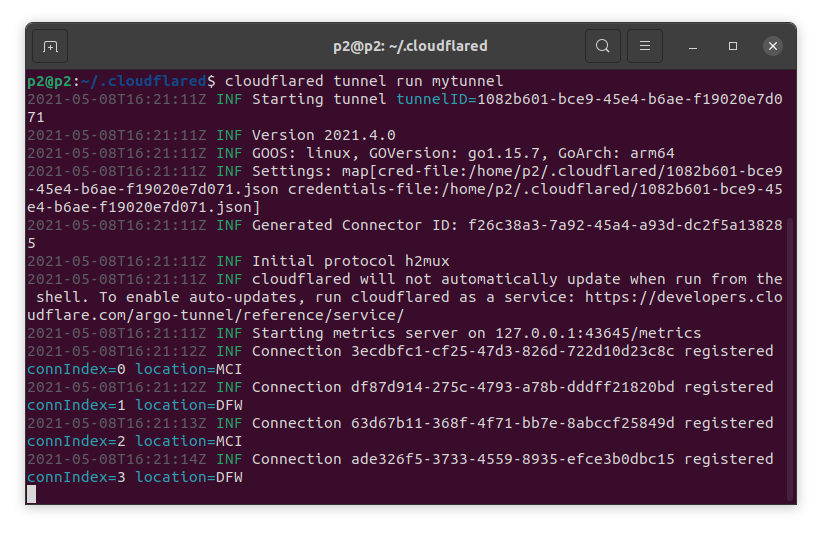 p2@p2: ~/.cloudflared
p2@p2:~/.cloudflared$ cloudflared tunnel run mytunnel
2021-05-08T16:21:11Z INF Starting tunnel tunnelID=1082b601-bce9-45e4-b6ae-f19020e7d0
71
2021-05-08T16:21:11Z INF Version 2021.4.0
2021-05-08T16:21:11Z INF GOOS: linux, GOVersion: go1.15.7, GoArch: arm64
2021-05-08T16:21:11Z INF Settings: map[cred-file:/home/p2/.cloudflared/1082b601-bce9
-45e4-b6ae-f19020e7d071.json credentials-file:/home/p2/.cloudflared/1082b601-bce9-45
e4-b6ae-f19020e7d071.json]
2021-05-08T16:21:11Z INF Generated Connector ID: f26c38a3-7a92-45a4-a93d-dc2f5a13828
5
2021-05-08T16:21:11Z INF Initial protocol h2mux
2021-05-08T16:21:11Z INF cloudflared will not automatically update when run from the
 shell. To enable auto-updates, run cloudflared as a service: https://developers.clo
udflare.com/argo-tunnel/reference/service/
2021-05-08T16:21:11Z INF Starting metrics server on 127.0.0.1:43645/metrics
2021-05-08T16:21:12Z INF Connection 3ecdbfc1-cf25-47d3-826d-722d10d23c8c registered
connIndex=0 location=MCI
2021-05-08T16:21:12Z INF Connection df87d914-275c-4793-a78b-dddff21820bd registered
connIndex=1 location=DFW
2021-05-08T16:21:13Z INF Connection 63d67b11-368f-4f71-bb7e-8abccf25849d registered
connIndex=2 location=MCI
2021-05-08T16:21:14Z INF Connection ade326f5-3733-4559-8935-efce3b0dbc15 registered
connIndex=3 location=DFW